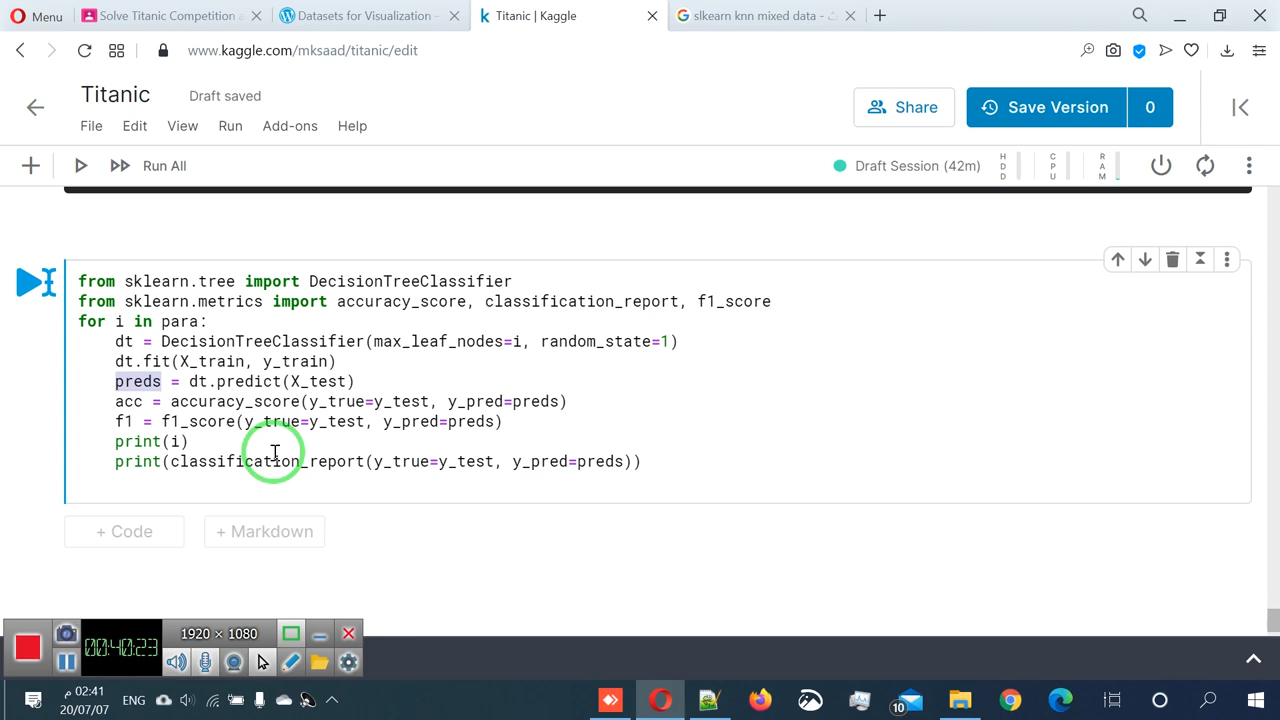 Menu
Solve Titanic Competition
Datasets for Visualization -
Titanic | Kaggle
slkearn knn mixed data -
www.kaggle.com/mksaad/titanic/edit
Titanic
Draft saved
Share
Save Version
0
File Edit View Run Add-ons Help
Run All
Draft Session (42m)
HDD
CPU
RAM
from sklearn.tree import DecisionTreeClassifier
from sklearn.metrics import accuracy_score, classification_report, f1_score
for i in para:
dt = DecisionTreeClassifier(max_leaf_nodes=i, random_state=1)
dt.fit(X_train, y_train)
preds = dt.predict(X_test)
acc = accuracy_score(y_true=y_test, y_pred=preds)
f1 = f1_score(y_true=y_test, y_pred=preds)
print(i)
print(classification_report(y_true=y_test, y_pred=preds))
+ Code
+ Markdown
00:40:23
1920 × 1080
02:41 م
20/07/07
ENG
10